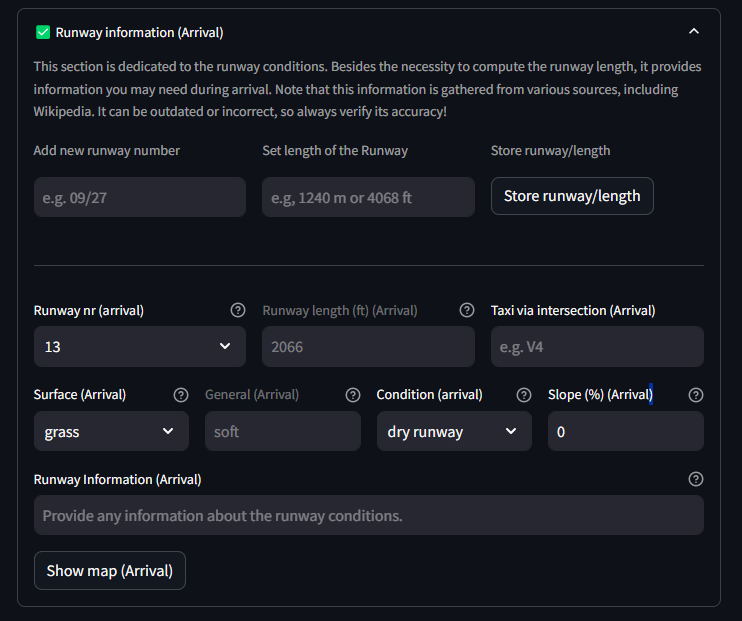 Runway information (Arrival)
This section is dedicated to the runway conditions. Besides the necessity to compute the runway length, it provides
information you may need during arrival. Note that this information is gathered from various sources, including
Wikipedia. It can be outdated or incorrect, so always verify its accuracy!
Add new runway number Set length of the Runway Store runway/length
e.g. 09/27 e.g, 1240 m or 4068 ft Store runway/length
Runway nr (arrival) Runway length (ft) (Arrival) Taxi via intersection (Arrival)
13 2066 e.g. V4
Surface (Arrival) General (Arrival) Condition (arrival) Slope (%) (Arrival)
grass soft dry runway 0
Runway Information (Arrival)
Provide any information about the runway conditions.
Show map (Arrival)